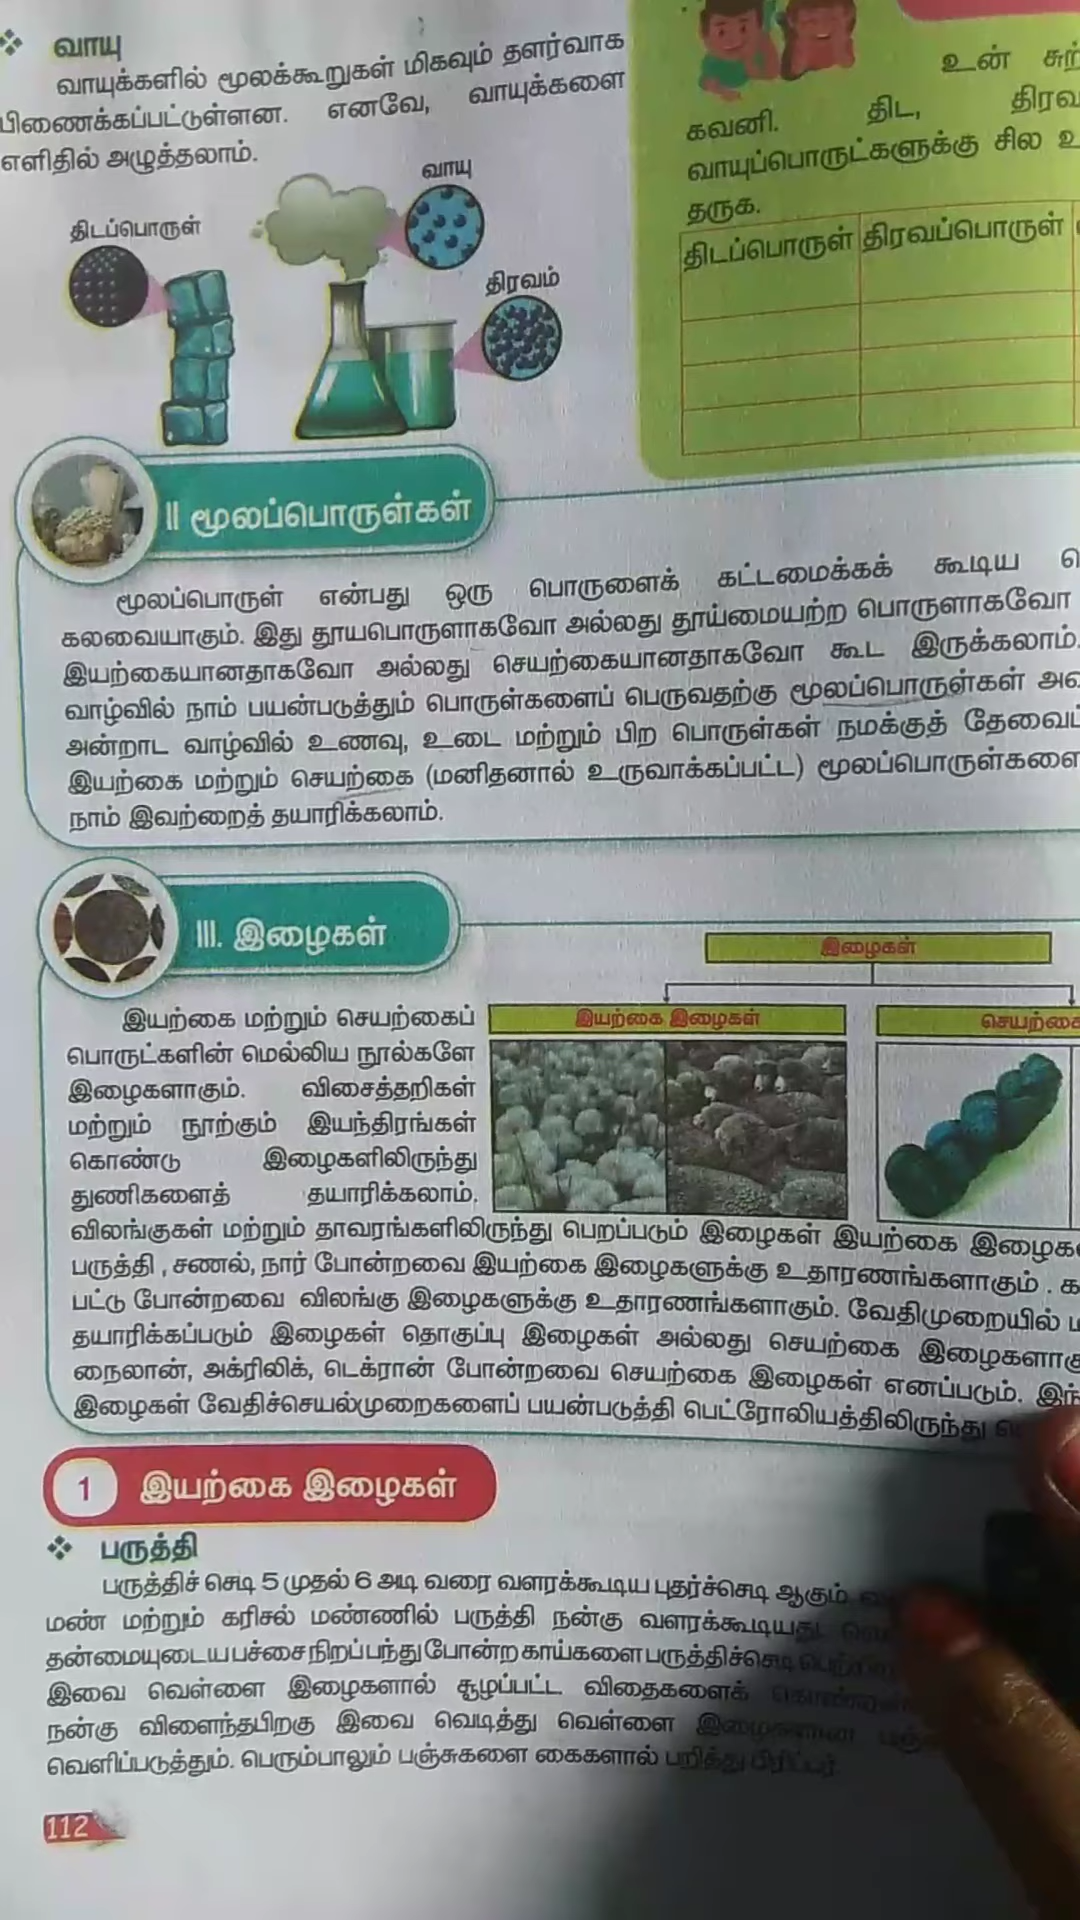 வாயு
வாயுக்களில் மூலக்கூறுகள் மிகவும் தளர்வாக
பிணைக்கப்பட்டுள்ளன. எனவே, வாயுக்களை
எளிதில் அழுத்தலாம்.
திடப்பொருள்
வாயு
திரவம்
உன்
கவனி. திட,
வாயுப்பொருட்களுக்கு சில
தருக.
திடப்பொருள் திரவப்பொருள்
II மூலப்பொருள்கள்
மூலப்பொருள் என்பது ஒரு பொருளைக் கட்டமைக்கக் கூடிய
கலவையாகும். இது தூயபொருளாகவோ அல்லது தூய்மையற்ற பொருளாகவோ
இயற்கையானதாகவோ அல்லது செயற்கையானதாகவோ கூட இருக்கலாம்.
வாழ்வில் நாம் பயன்படுத்தும் பொருள்களைப் பெருவதற்கு மூலப்பொருள்கள்
அன்றாட வாழ்வில் உணவு, உடை மற்றும் பிற பொருள்கள் நமக்குத்
இயற்கை மற்றும் செயற்கை (மனிதனால் உருவாக்கப்பட்ட) மூலப்பொருள்களை
நாம் இவற்றைத் தயாரிக்கலாம்.
III. இழைகள்
இழைகள்
இயற்கை இழைகள்
இயற்கை மற்றும் செயற்கைப்
பொருட்களின் மெல்லிய நூல்களே
இழைகளாகும். விசைத்தறிகள்
மற்றும் நூற்கும் இயந்திரங்கள்
கொண்டு இழைகளிலிருந்து
துணிகளைத் தயாரிக்கலாம்.
விலங்குகள் மற்றும் தாவரங்களிலிருந்து பெறப்படும் இழைகள் இயற்கை
பருத்தி , சணல், நார் போன்றவை இயற்கை இழைகளுக்கு உதாரணங்களாகும் .
பட்டு போன்றவை விலங்கு இழைகளுக்கு உதாரணங்களாகும். வேதிமுறையில்
தயாரிக்கப்படும் இழைகள் தொகுப்பு இழைகள் அல்லது செயற்கை
நைலான், அக்ரிலிக், டெக்ரான் போன்றவை செயற்கை இழைகள் எனப்படும்.
இழைகள் வேதிச்செயல்முறைகளைப் பயன்படுத்தி பெட்ரோலியத்திலிருந்து
1 இயற்கை இழைகள்
பருத்தி
பருத்திச் செடி 5 முதல் 6 அடி வரை வளரக்கூடிய புதர்ச்செடி ஆகும்.
மண் மற்றும் கரிசல் மண்ணில் பருத்தி நன்கு வளரக்கூடியது.
தன்மையுடைய பச்சை நிறப் பந்து போன்ற காய்களை பருத்திச்செடி
இவை வெள்ளை இழைகளால் சூழப்பட்ட விதைகளைக்
நன்கு விளைந்தபிறகு இவை வெடித்து வெள்ளை இழைகளான
வெளிப்படுத்தும். பெரும்பாலும் பஞ்சுகளை கைகளால் பறித்து பிரிப்பர்.
112